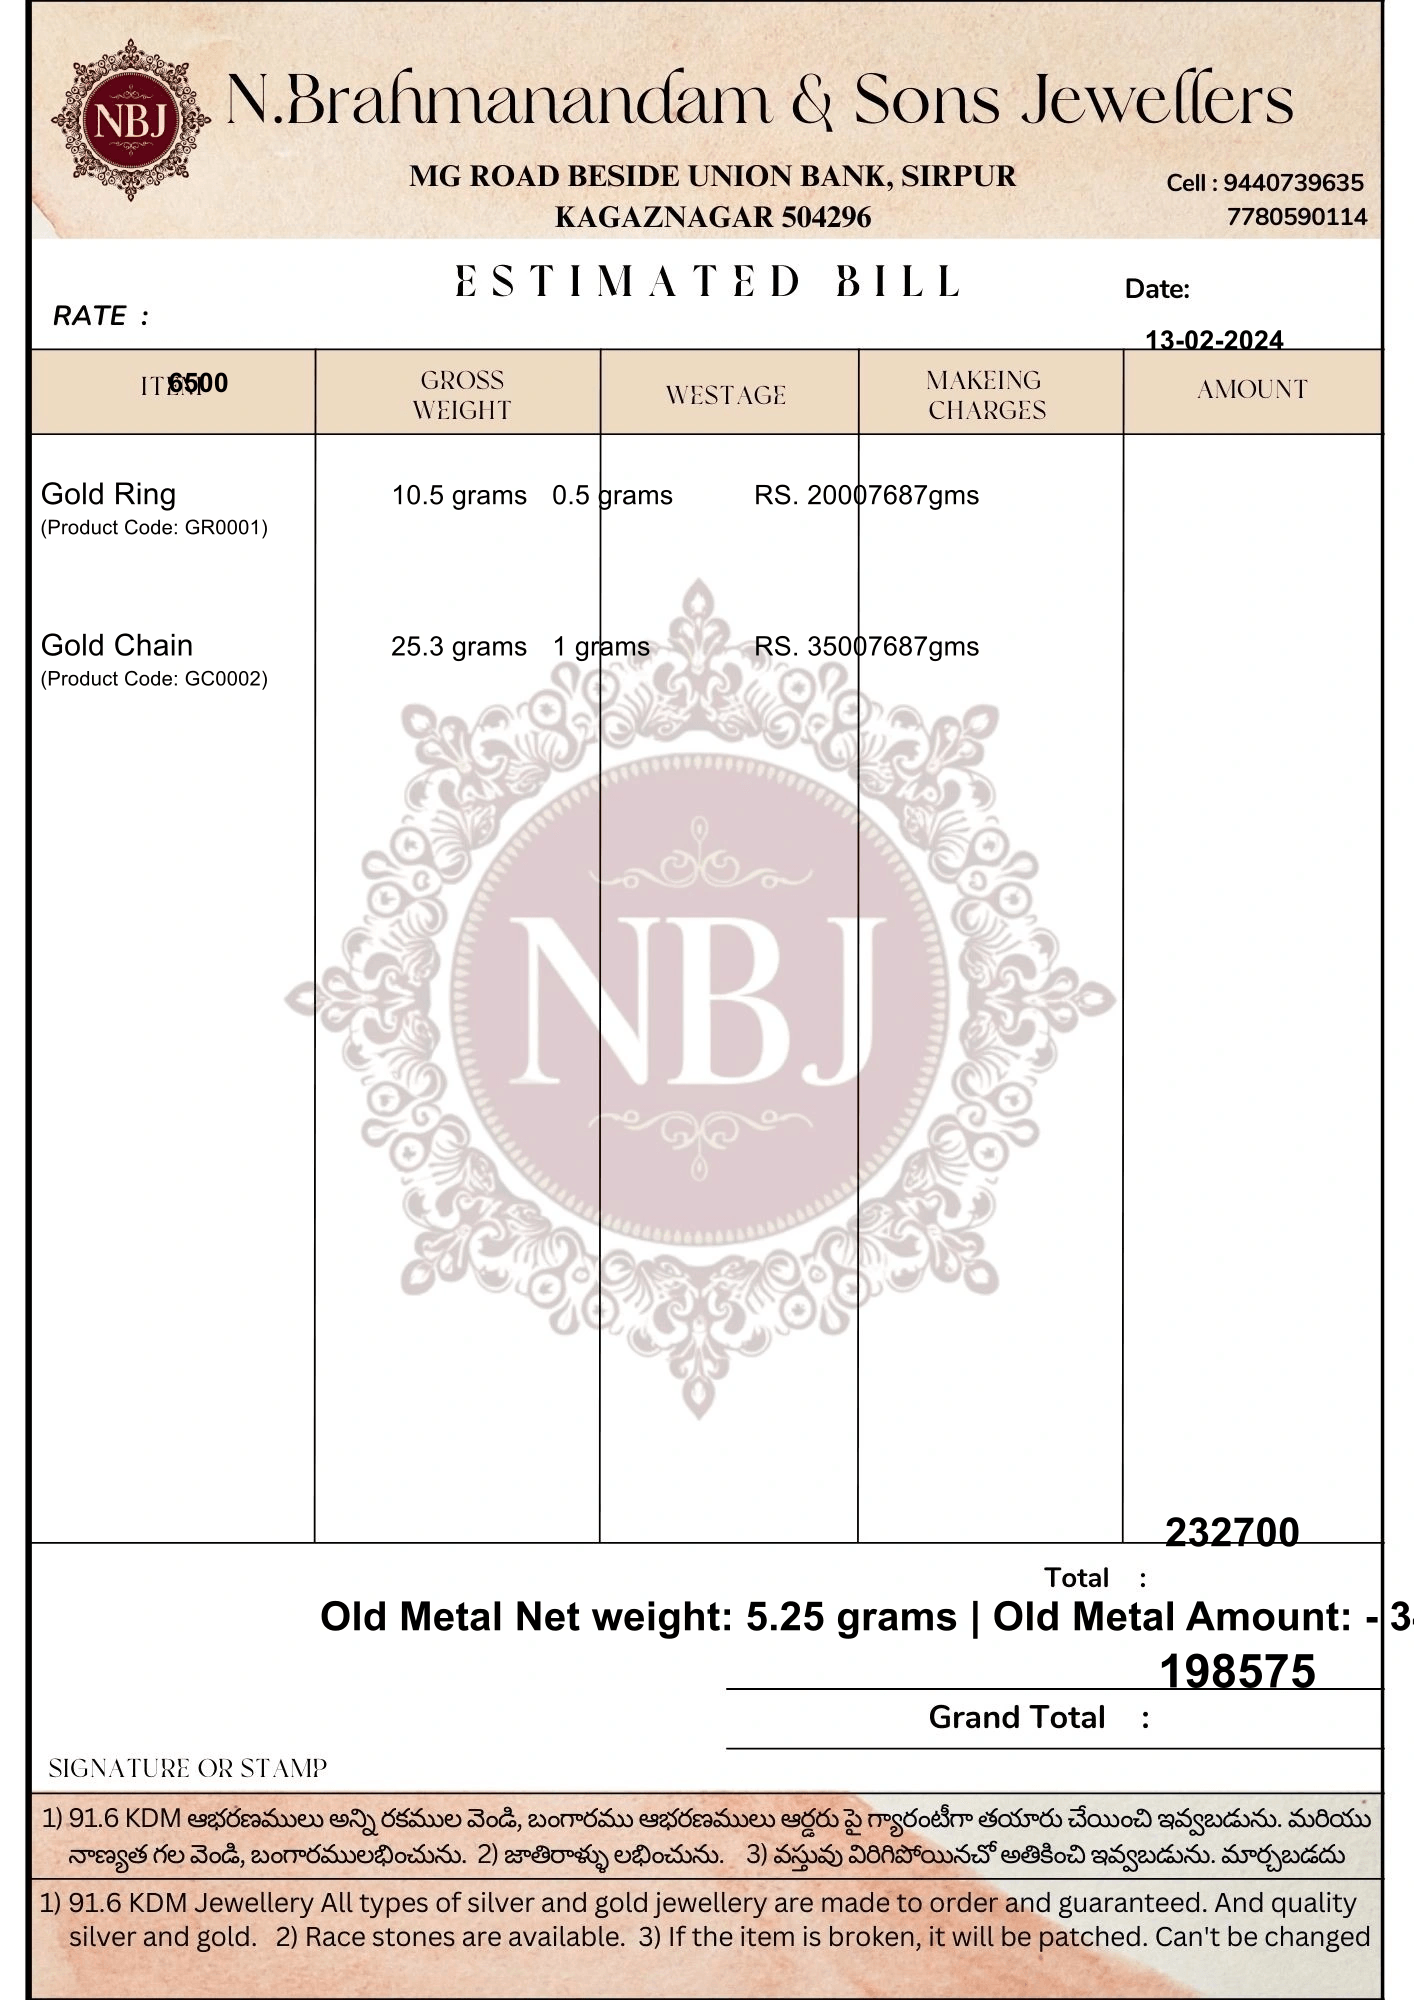 NBJ
N.Brahmanandam & Sons Jewellers
MG ROAD BESIDE UNION BANK, SIRPUR
KAGAZNAGAR 504296
Cell : 9440739635
7780590114
ESTIMATED BILL
Date:
13-02-2024
RATE :
6500
ITEM
GROSS WEIGHT
WESTAGE
MAKEING CHARGES
AMOUNT
Gold Ring 10.5 grams 0.5 grams RS. 20007687gms
(Product Code: GR0001)
Gold Chain 25.3 grams 1 grams RS. 35007687gms
(Product Code: GC0002)
NBJ
232700
Total :
Old Metal Net weight: 5.25 grams | Old Metal Amount: - 3
198575
Grand Total :
SIGNATURE OR STAMP
1) 91.6 KDM ఆభరణములు అన్ని రకముల వెండి, బంగారము ఆభరణములు ఆర్డరు పై గ్యారంటీగా తయారు చేయించి ఇవ్వబడును. మరియు
నాణ్యత గల వెండి, బంగారములభించును. 2) జాతిరాళ్ళు లభించును. 3) వస్తువు విరిగిపోయినచో అతికించి ఇవ్వబడును. మార్చబడదు
1) 91.6 KDM Jewellery All types of silver and gold jewellery are made to order and guaranteed. And quality
silver and gold. 2) Race stones are available. 3) If the item is broken, it will be patched. Can't be changed